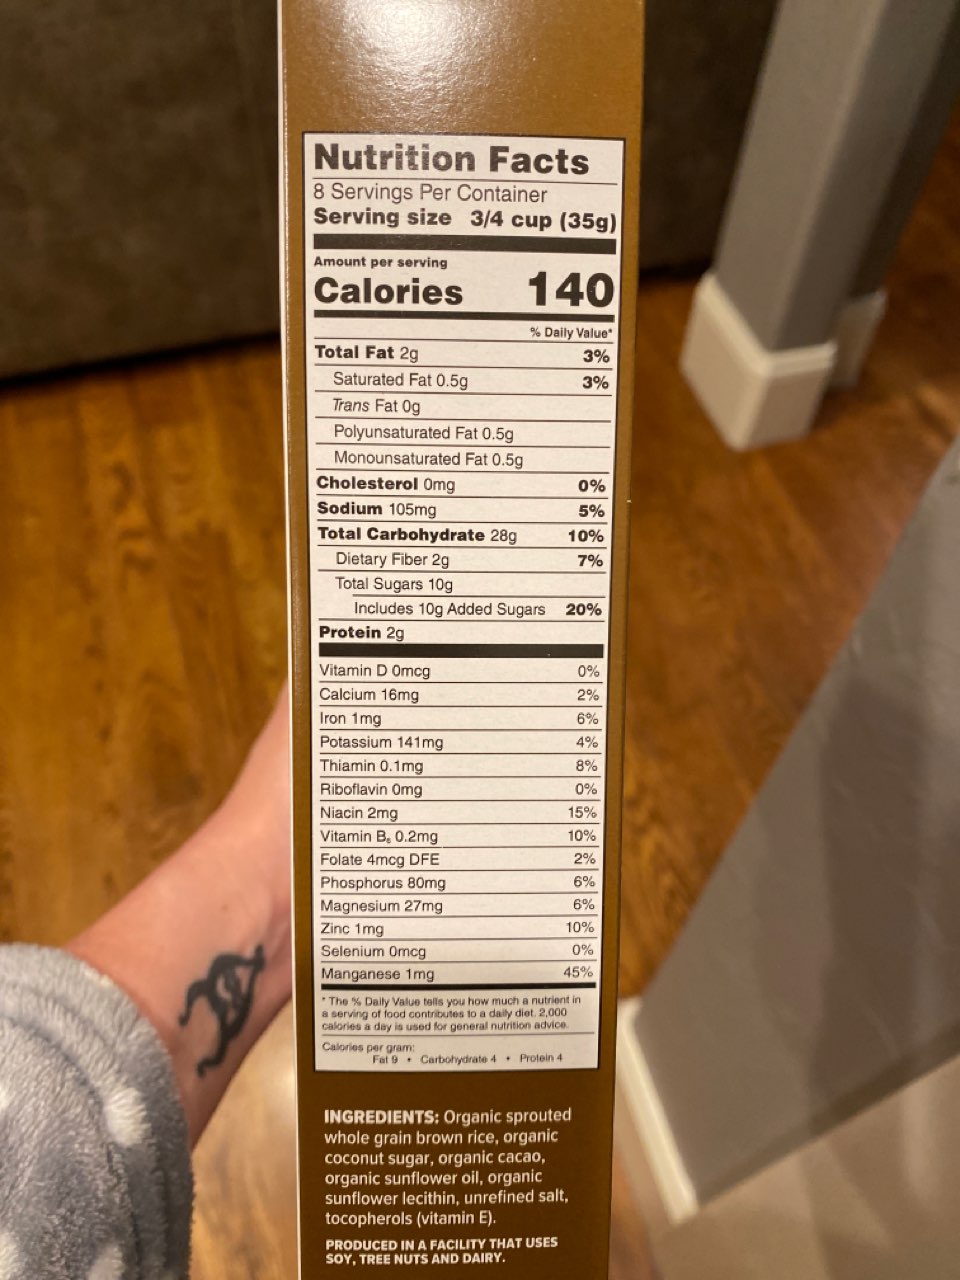 Nutrition Facts
8 Servings Per Container
Serving size 3/4 cup (35g)
Amount per serving
Calories 140
% Daily Value*
Total Fat 2g 3%
Saturated Fat 0.5g 3%
Trans Fat 0g
Polyunsaturated Fat 0.5g
Monounsaturated Fat 0.5g
Cholesterol 0mg 0%
Sodium 105mg 5%
Total Carbohydrate 28g 10%
Dietary Fiber 2g 7%
Total Sugars 10g
Includes 10g Added Sugars 20%
Protein 2g
Vitamin D 0mcg 0%
Calcium 16mg 2%
Iron 1mg 6%
Potassium 141mg 4%
Thiamin 0.1mg 8%
Riboflavin 0mg 0%
Niacin 2mg 15%
Vitamin B₆ 0.2mg 10%
Folate 4mcg DFE 2%
Phosphorus 80mg 6%
Magnesium 27mg 6%
Zinc 1mg 10%
Selenium 0mcg 0%
Manganese 1mg 45%
* The % Daily Value tells you how much a nutrient in
a serving of food contributes to a daily diet. 2,000
calories a day is used for general nutrition advice.
Calories per gram:
Fat 9 • Carbohydrate 4 • Protein 4
INGREDIENTS: Organic sprouted
whole grain brown rice, organic
coconut sugar, organic cacao,
organic sunflower oil, organic
sunflower lecithin, unrefined salt,
tocopherols (vitamin E).
PRODUCED IN A FACILITY THAT USES
SOY, TREE NUTS AND DAIRY.